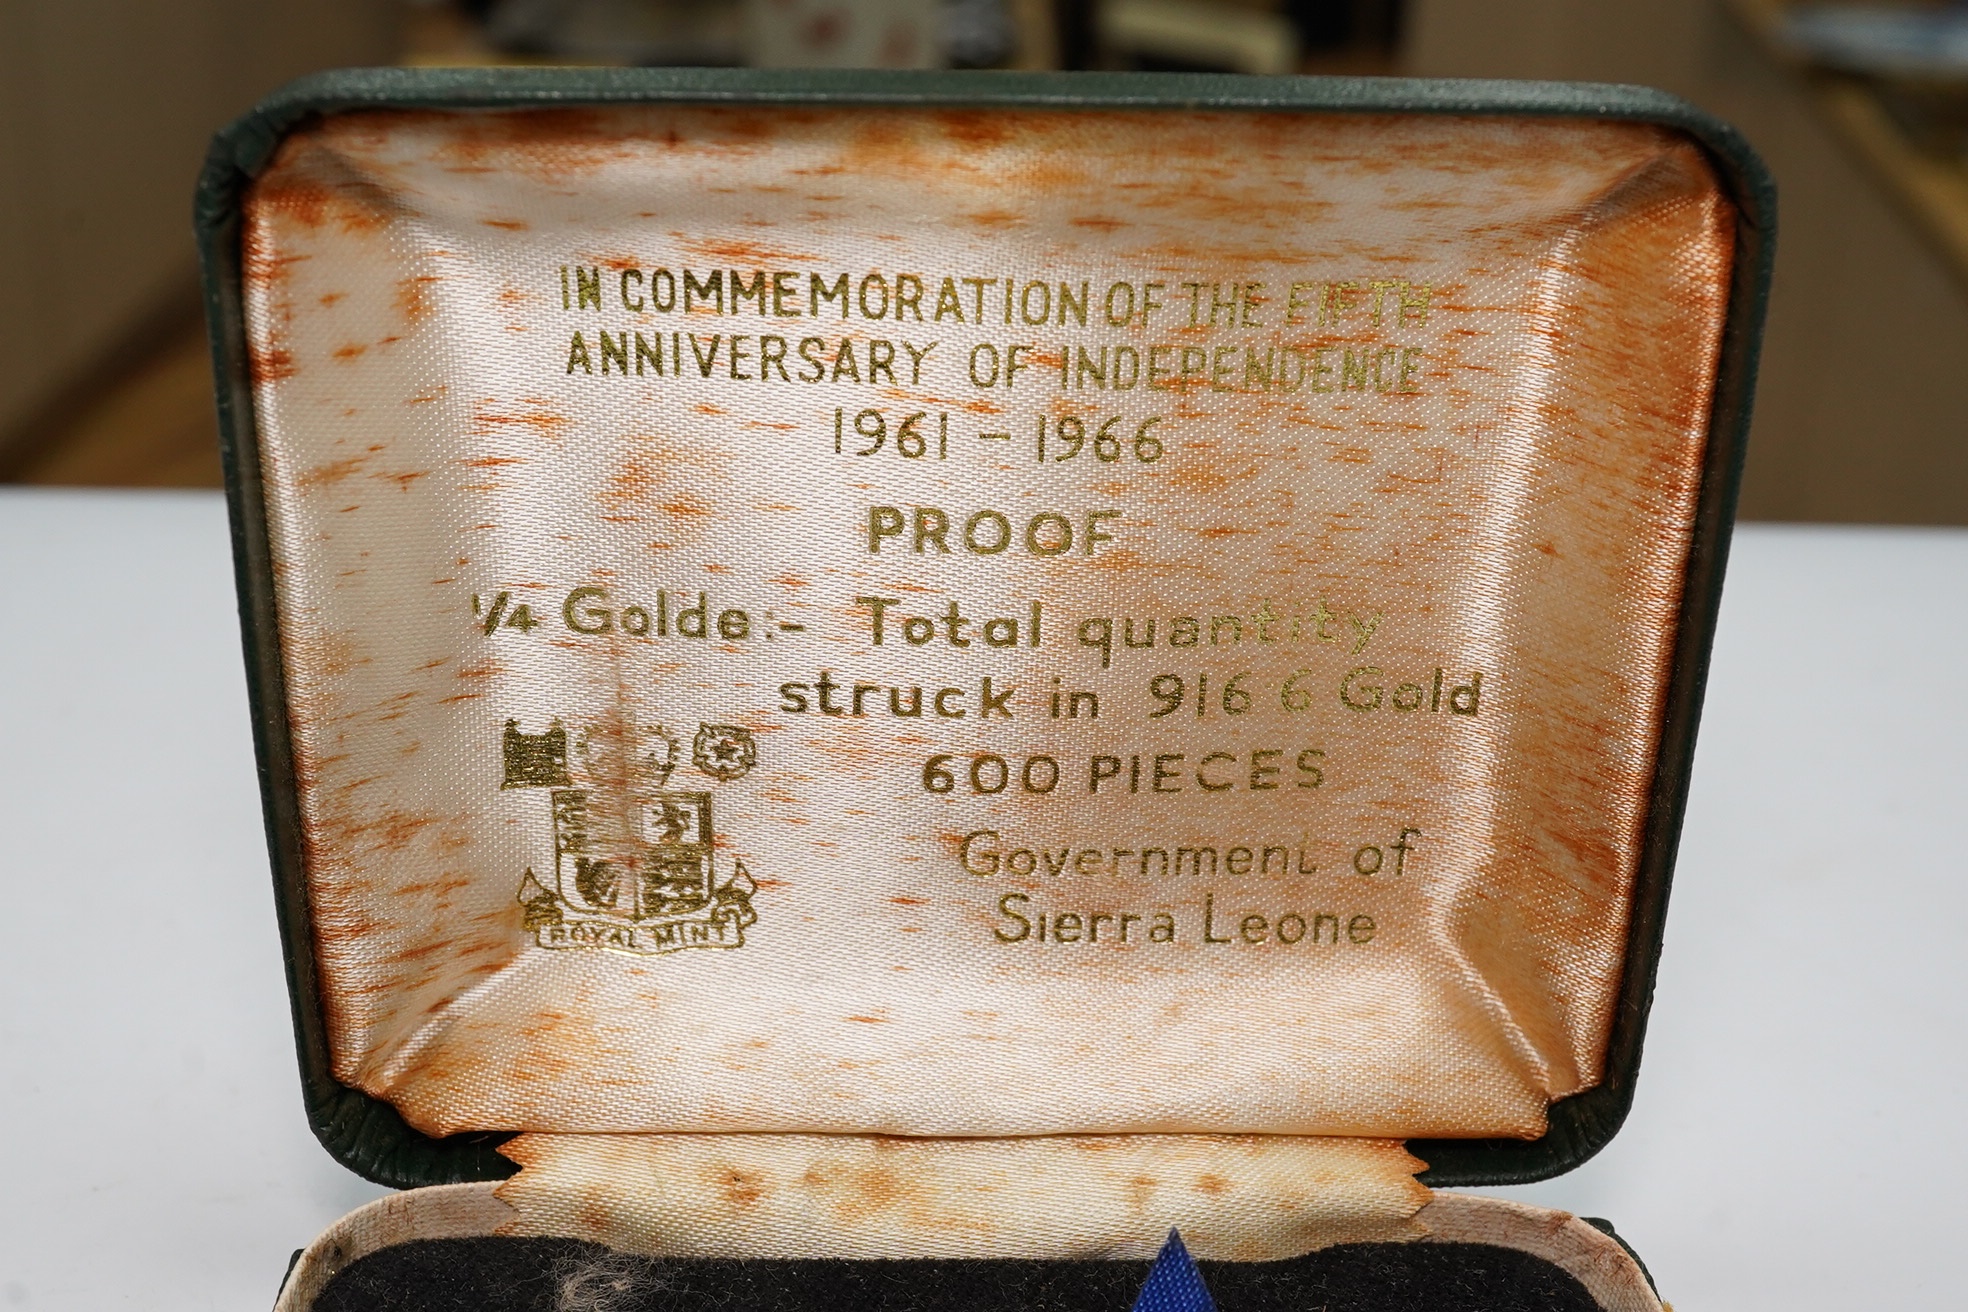 IN COMMEMORATION OF THE FIFTH
ANNIVERSARY OF INDEPENDENCE
1961 – 1966
PROOF
1/4 Golde:- Total quantity
struck in 916·6 Gold
600 PIECES
Government of
Sierra Leone
ROYAL MINT